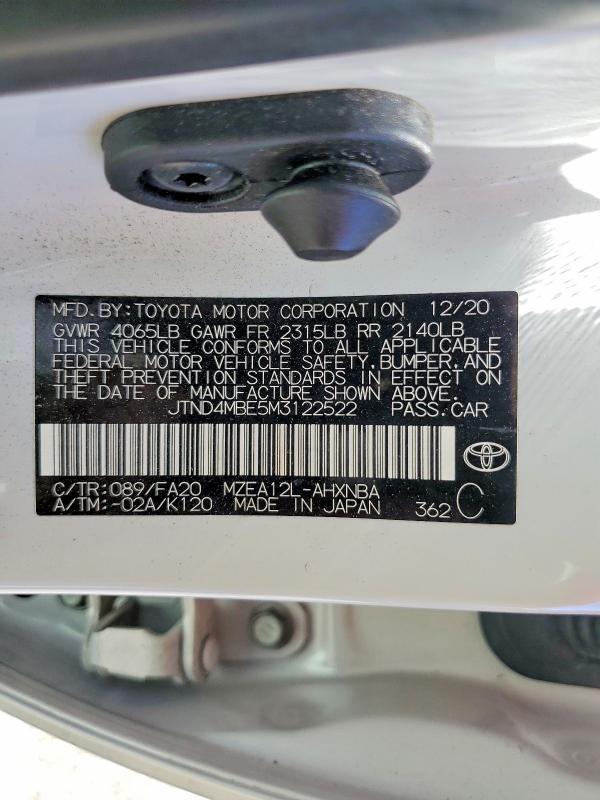 MFD.BY:TOYOTA MOTOR CORPORATION 12/20
GVWR 4065LB GAWR FR 2315LB RR 2140LB
THIS VEHICLE CONFORMS TO ALL APPLICABLE
FEDERAL MOTOR VEHICLE SAFETY,BUMPER,AND
THEFT PREVENTION STANDARDS IN EFFECT ON
THE DATE OF MANUFACTURE SHOWN ABOVE.
JTND4MBE5M3122522 PASS.CAR
C/TR:089/FA20 MZEA12L-AHXNBA
A/TM:-02A/K120 MADE IN JAPAN 362 C